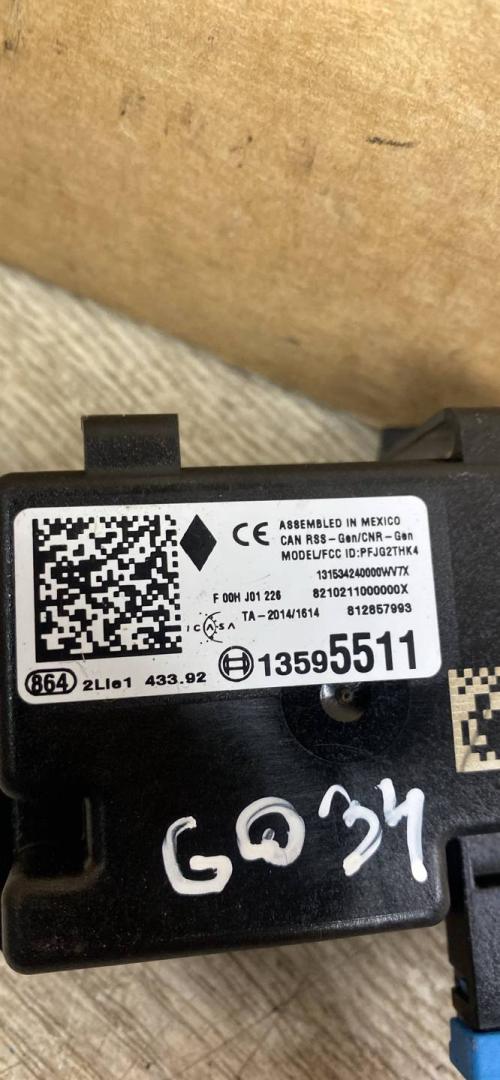 CE
ASSEMBLED IN MEXICO
CAN RSS-Gen/CNR-Gen
MODEL/FCC ID:PFJG2THK4
131534240000WV7X
F 00H J01 226
8210211000000X
ICASA
TA-2014/1614
812857993
864
2LIe1 433.92
13595511
GQ34